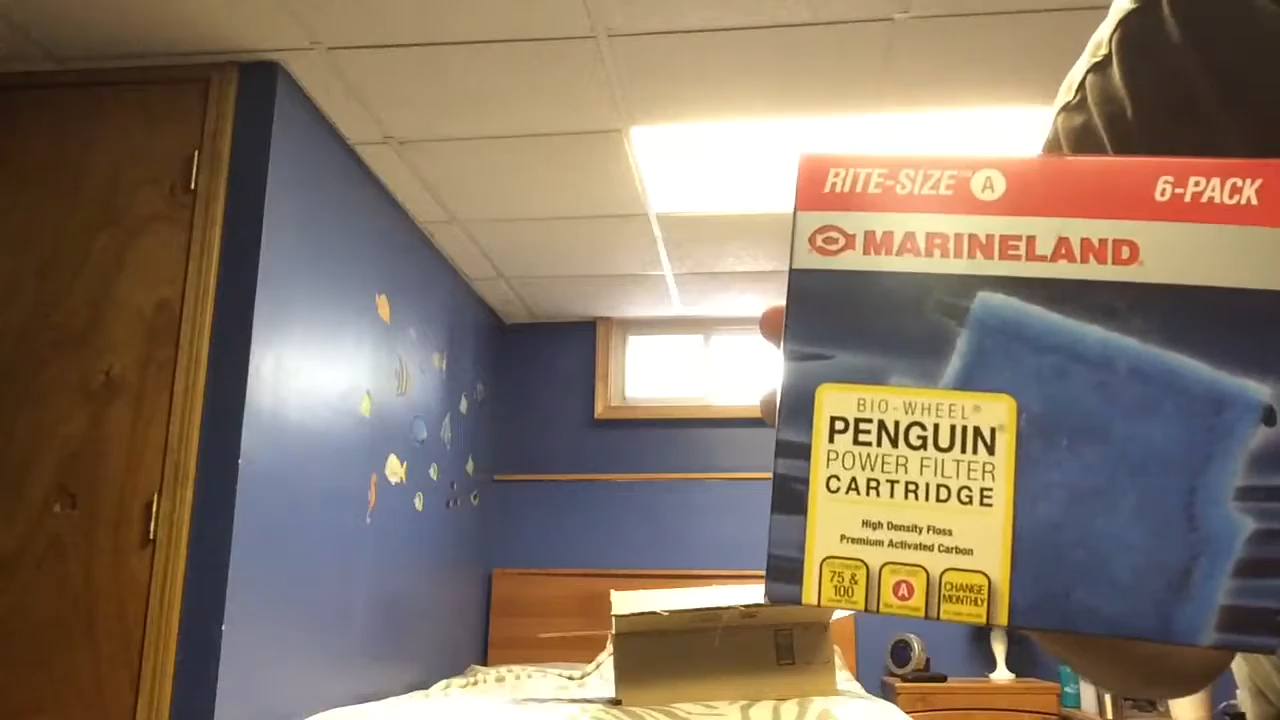 RITE-SIZE™ A 6-PACK
MARINELAND
BIO-WHEEL®
PENGUIN
POWER FILTER
CARTRIDGE
High Density Floss
Premium Activated Carbon
75 &
100
A
CHANGE
MONTHLY